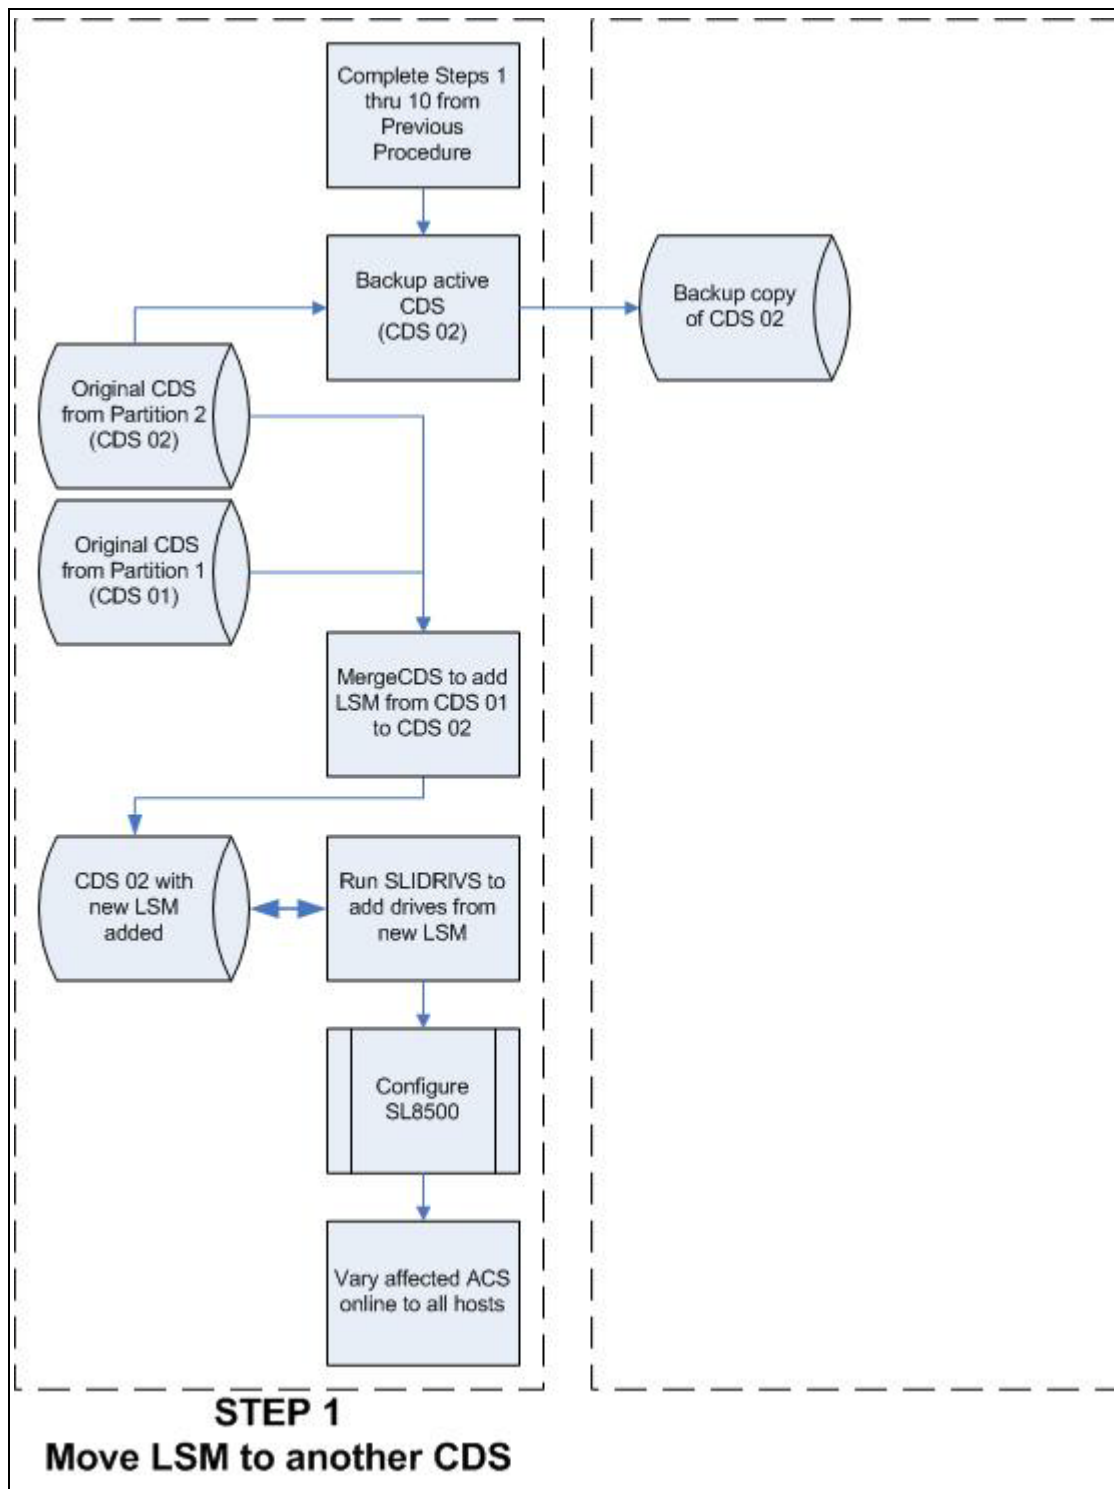 Complete Steps 1
thru 10 from
Previous
Procedure
Backup active
CDS
(CDS 02)
Backup copy
of CDS 02
Original CDS
from Partition 2
(CDS 02)
Original CDS
from Partition 1
(CDS 01)
MergeCDS to add
LSM from CDS 01
to CDS 02
CDS 02 with
new LSM
added
Run SLIDRIVS to
add drives from
new LSM
Configure
SL8500
Vary affected ACS
online to all hosts
STEP 1
Move LSM to another CDS